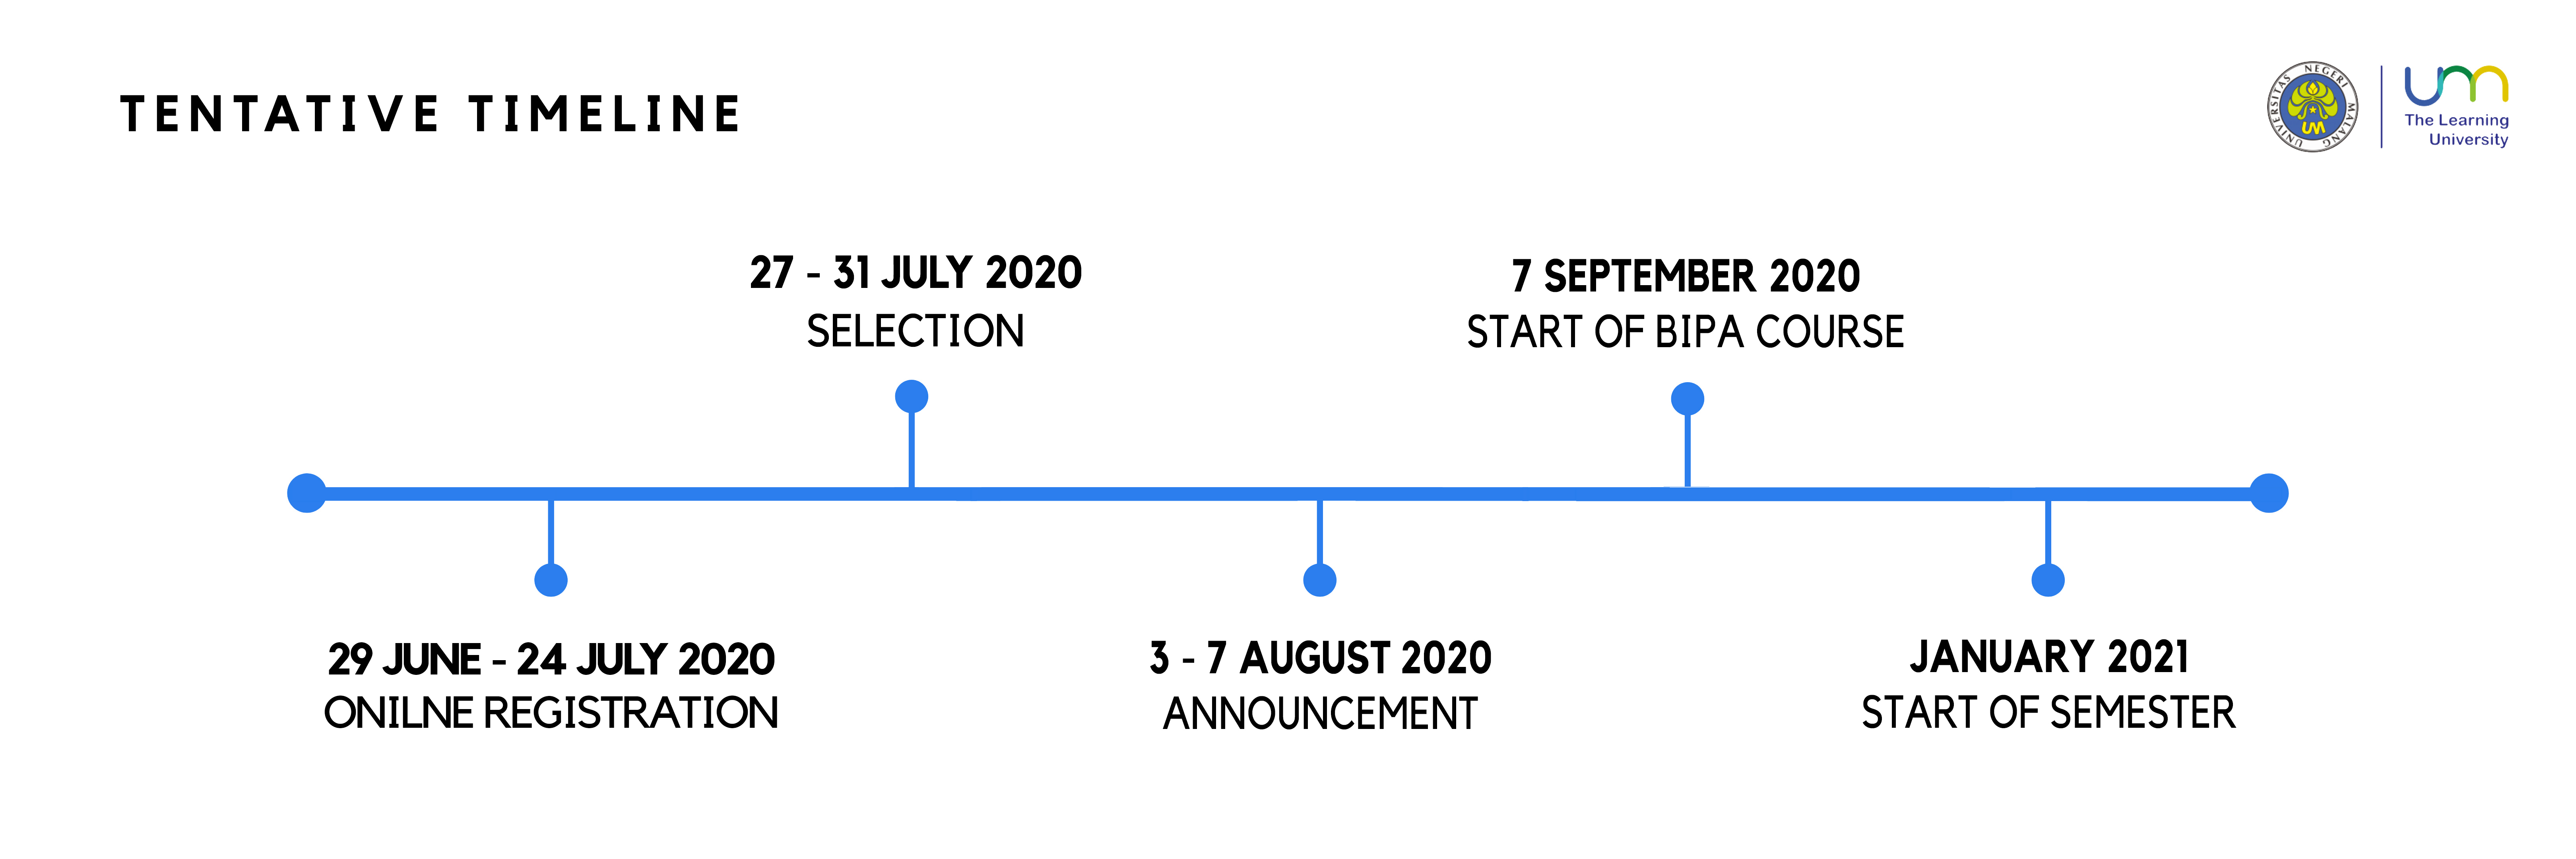 TENTATIVE TIMELINE
UNIVERSITAS NEGERI MALANG
UM
um
The Learning
University
27 - 31 JULY 2020
SELECTION
7 SEPTEMBER 2020
START OF BIPA COURSE
29 JUNE - 24 JULY 2020
ONILNE REGISTRATION
3 - 7 AUGUST 2020
ANNOUNCEMENT
JANUARY 2021
START OF SEMESTER